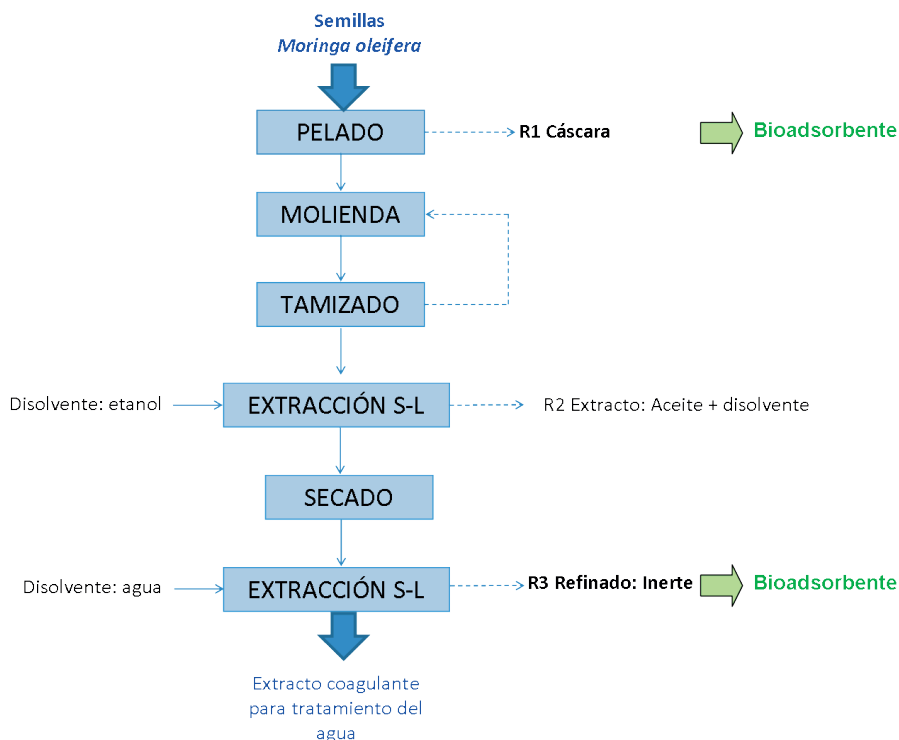 Semillas
Moringa oleifera
PELADO
R1 Cáscara
Bioadsorbente
MOLIENDA
TAMIZADO
Disolvente: etanol
EXTRACCIÓN S-L
R2 Extracto: Aceite + disolvente
SECADO
Disolvente: agua
EXTRACCIÓN S-L
R3 Refinado: Inerte
Bioadsorbente
Extracto coagulante
para tratamiento del
agua